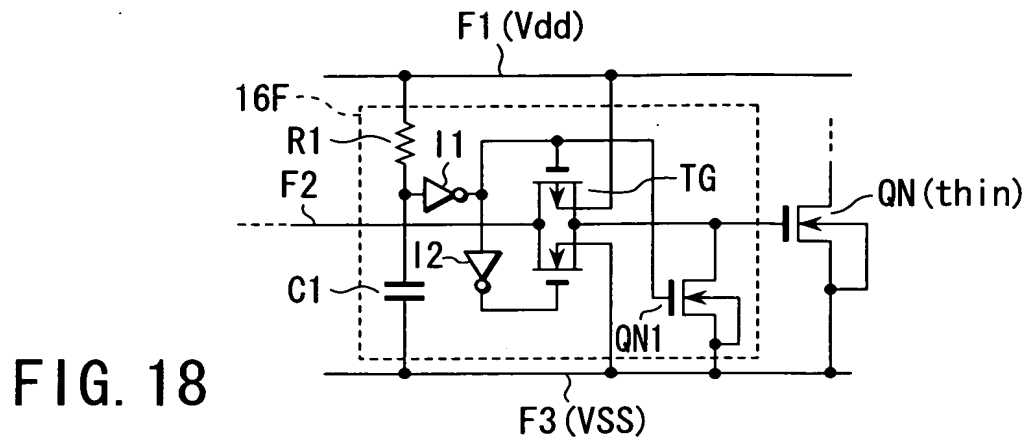 F1(Vdd)
16F
R1
I1
TG
F2
QN(thin)
I2
C1
QN1
FIG. 18
F3(VSS)